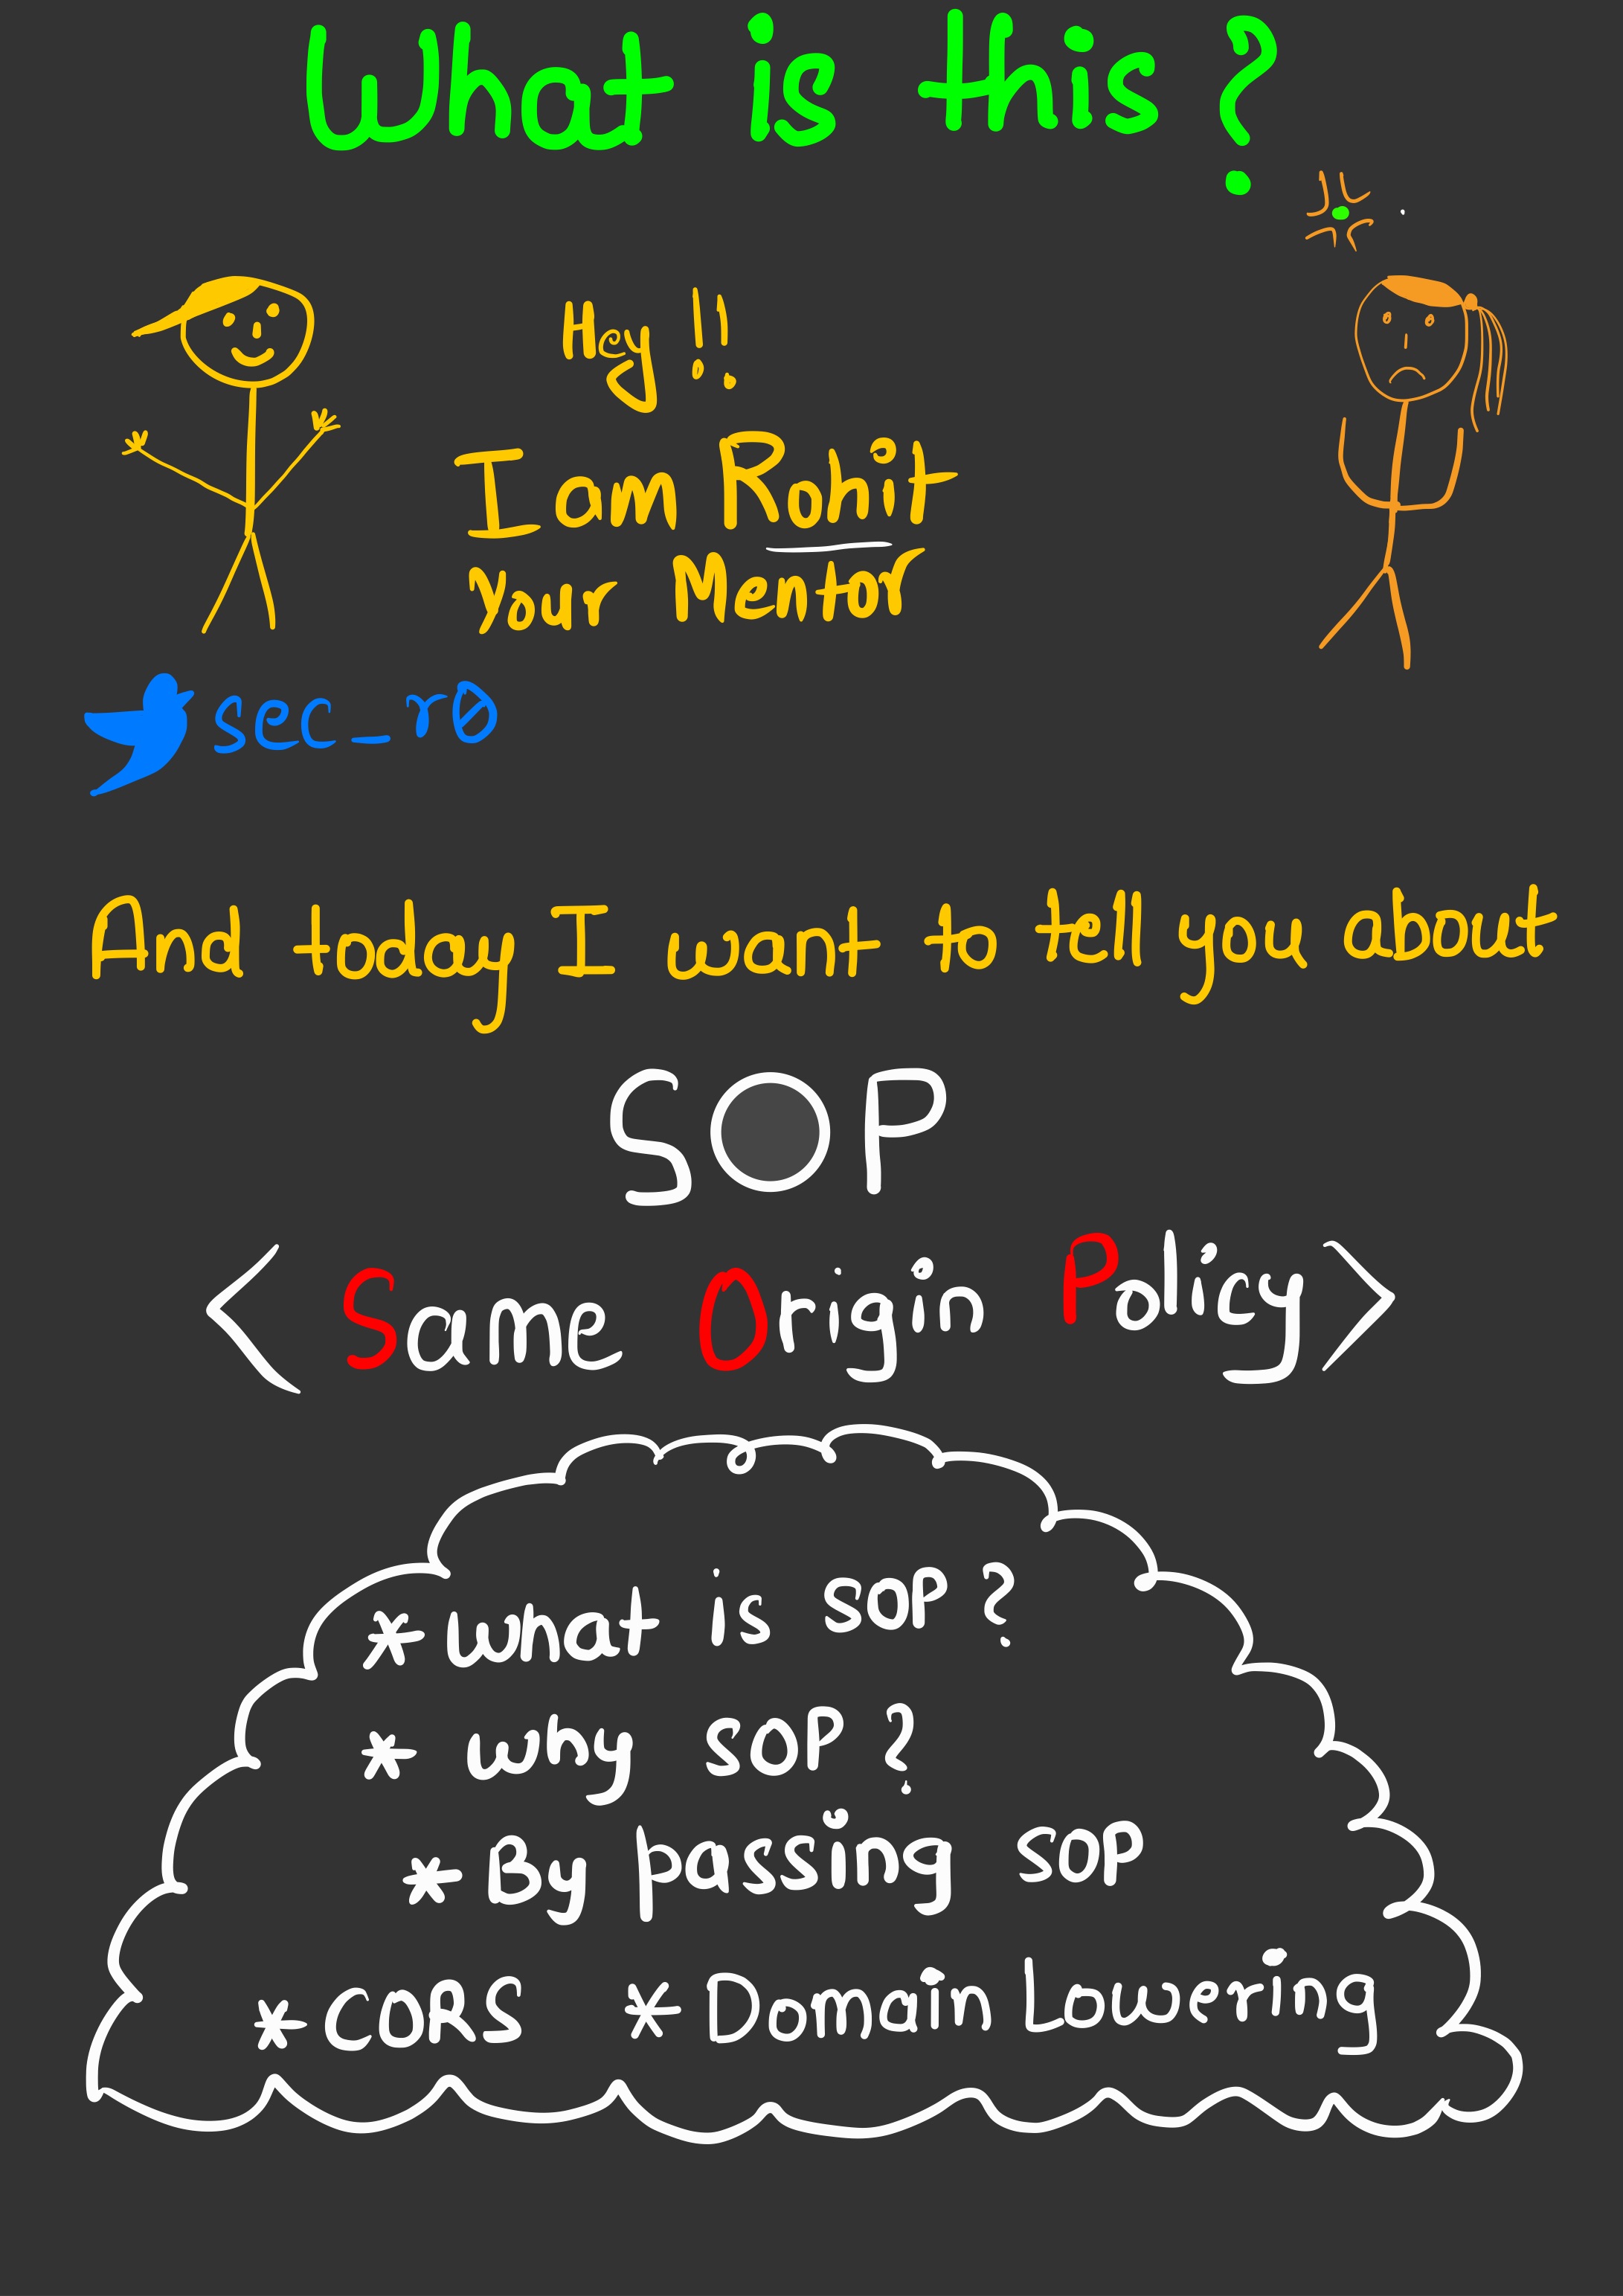 What is this?
Hey!!
I am Rohit
Your Mentor
sec_r0
And today I want to tell you about
SOP
<Same Origin Policy>
* what is SOP?
* why SOP?
* By passing SOP
* CORS * Domain Lowering